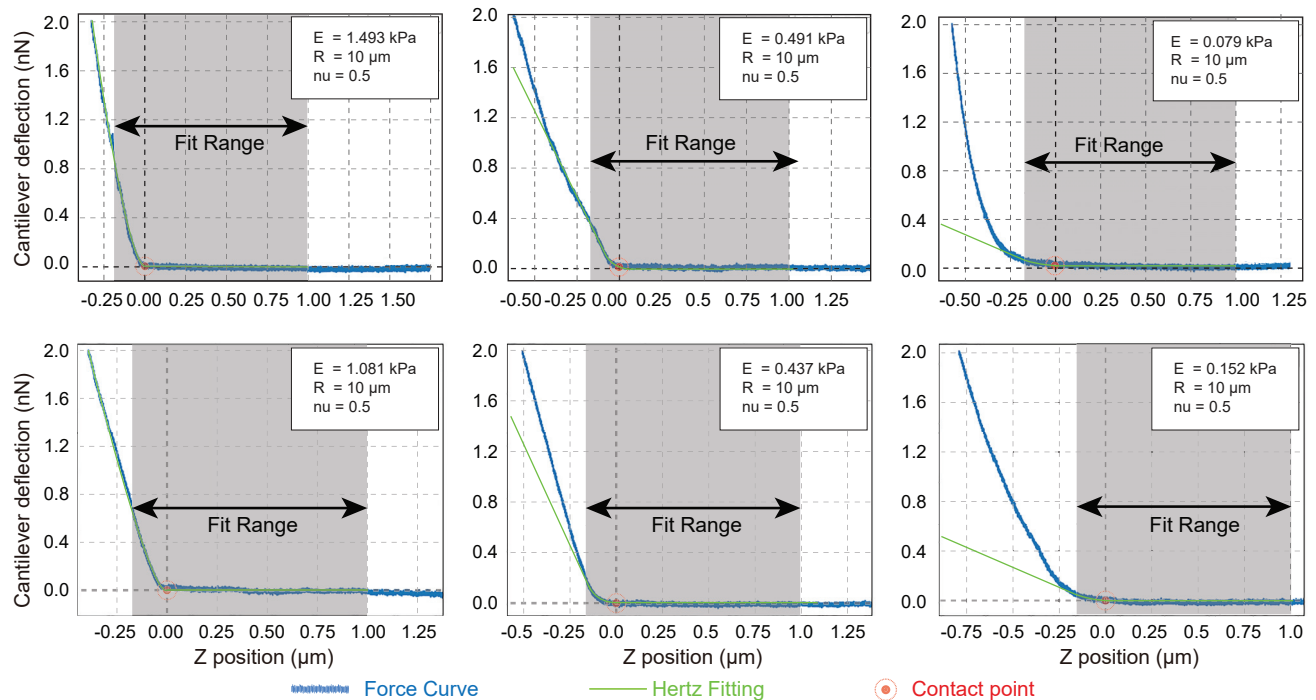 Cantilever deflection (nN)
2.0
1.6
1.2
0.8
0.4
0.0
E = 1.493 kPa
R = 10 µm
nu = 0.5
Fit Range
-0.25 0.00 0.25 0.50 0.75 1.00 1.25 1.50
2.0
1.6
1.2
0.8
0.4
0.0
E = 0.491 kPa
R = 10 µm
nu = 0.5
Fit Range
-0.50 -0.25 0.00 0.25 0.50 0.75 1.00 1.25
2.0
1.6
1.2
0.8
0.4
0.0
E = 0.079 kPa
R = 10 µm
nu = 0.5
Fit Range
-0.50 -0.25 0.00 0.25 0.50 0.75 1.00 1.25
Cantilever deflection (nN)
2.0
1.6
1.2
0.8
0.4
0.0
E = 1.081 kPa
R = 10 µm
nu = 0.5
Fit Range
-0.25 0.00 0.25 0.50 0.75 1.00 1.25
Z position (µm)
2.0
1.6
1.2
0.8
0.4
0.0
E = 0.437 kPa
R = 10 µm
nu = 0.5
Fit Range
-0.5 -0.25 0.0 0.25 0.5 0.75 1.0 1.25
Z position (µm)
2.0
1.6
1.2
0.8
0.4
0.0
E = 0.152 kPa
R = 10 µm
nu = 0.5
Fit Range
-0.75 -0.5 -0.25 0.0 0.25 0.5 0.75 1.0
Z position (µm)
Force Curve
Hertz Fitting
Contact point